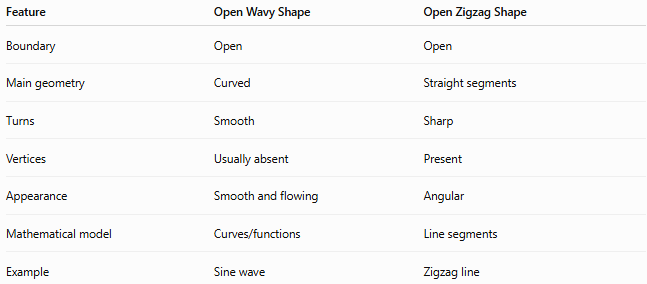 Feature Open Wavy Shape Open Zigzag Shape
Boundary Open Open
Main geometry Curved Straight segments
Turns Smooth Sharp
Vertices Usually absent Present
Appearance Smooth and flowing Angular
Mathematical model Curves/functions Line segments
Example Sine wave Zigzag line